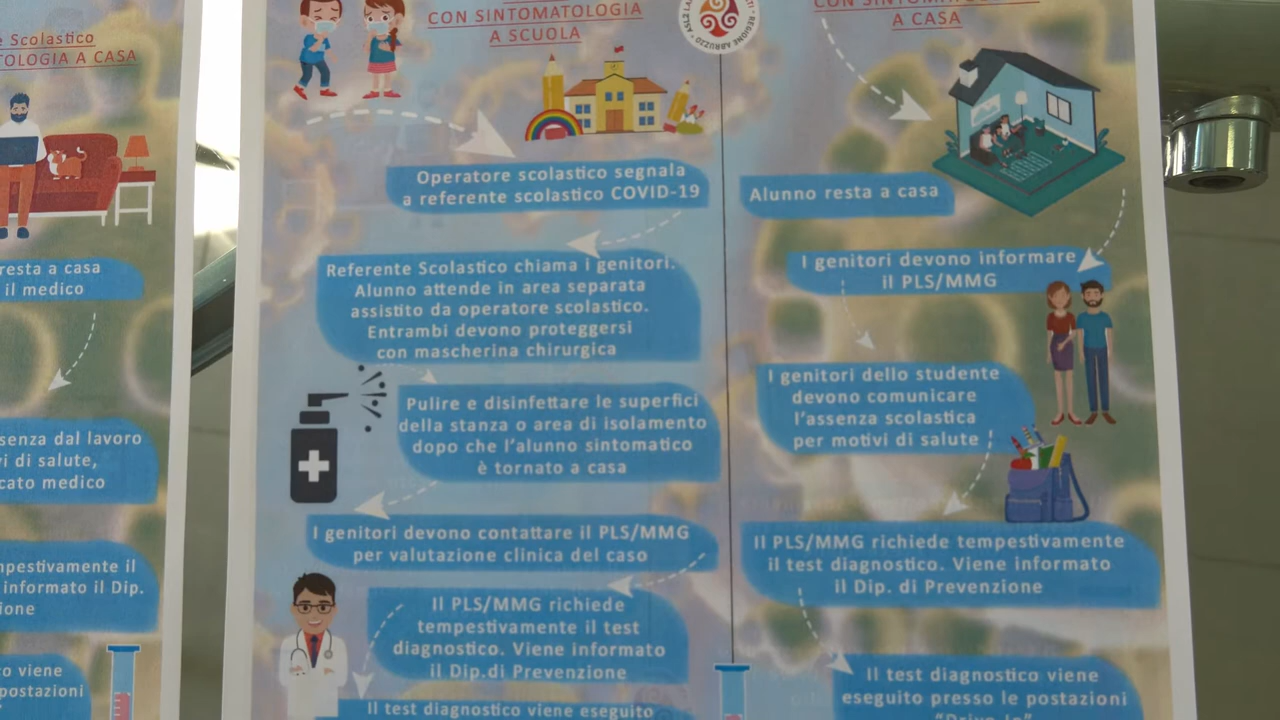 Scolastico
A CASA
resta a casa
il medico
dal lavoro
di salute,
medico
il
informato il Dip.
viene
postazioni
CON SINTOMATOLOGIA
A SCUOLA
Operatore scolastico segnala
a referente scolastico COVID-19
Referente Scolastico chiama i genitori.
Alunno attende in area separata
assistito da operatore scolastico.
Entrambi devono proteggersi
con mascherina chirurgica
Pulire e disinfettare le superfici
della stanza o area di isolamento
dopo che l'alunno sintomatico
è tornato a casa
I genitori devono contattare il PLS/MMG
per valutazione clinica del caso
Il PLS/MMG richiede
tempestivamente il test
diagnostico. Viene informato
il Dip.di Prevenzione
Il test diagnostico viene eseguito
REGIONE ABRUZZO
CON SINTOMATOLOGIA
A CASA
Alunno resta a casa
I genitori devono informare
il PLS/MMG
I genitori dello studente
devono comunicare
l'assenza scolastica
per motivi di salute
Il PLS/MMG richiede tempestivamente
il test diagnostico. Viene informato
il Dip. di Prevenzione
Il test diagnostico viene
eseguito presso le postazioni
"Drive In"